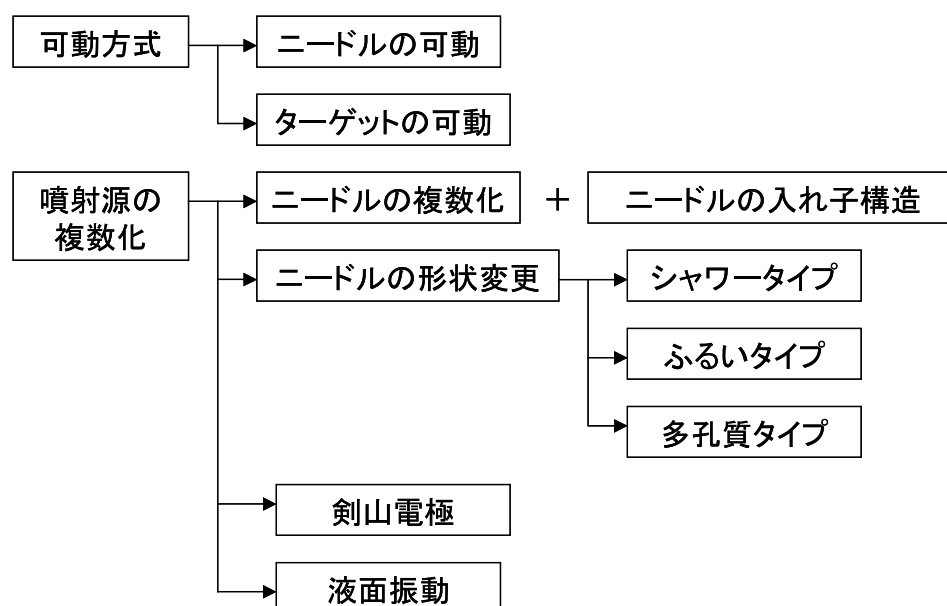 可動方式
ニードルの可動
ターゲットの可動
噴射源の
複数化
ニードルの複数化
+
ニードルの入れ子構造
ニードルの形状変更
シャワータイプ
ふるいタイプ
多孔質タイプ
剣山電極
液面振動